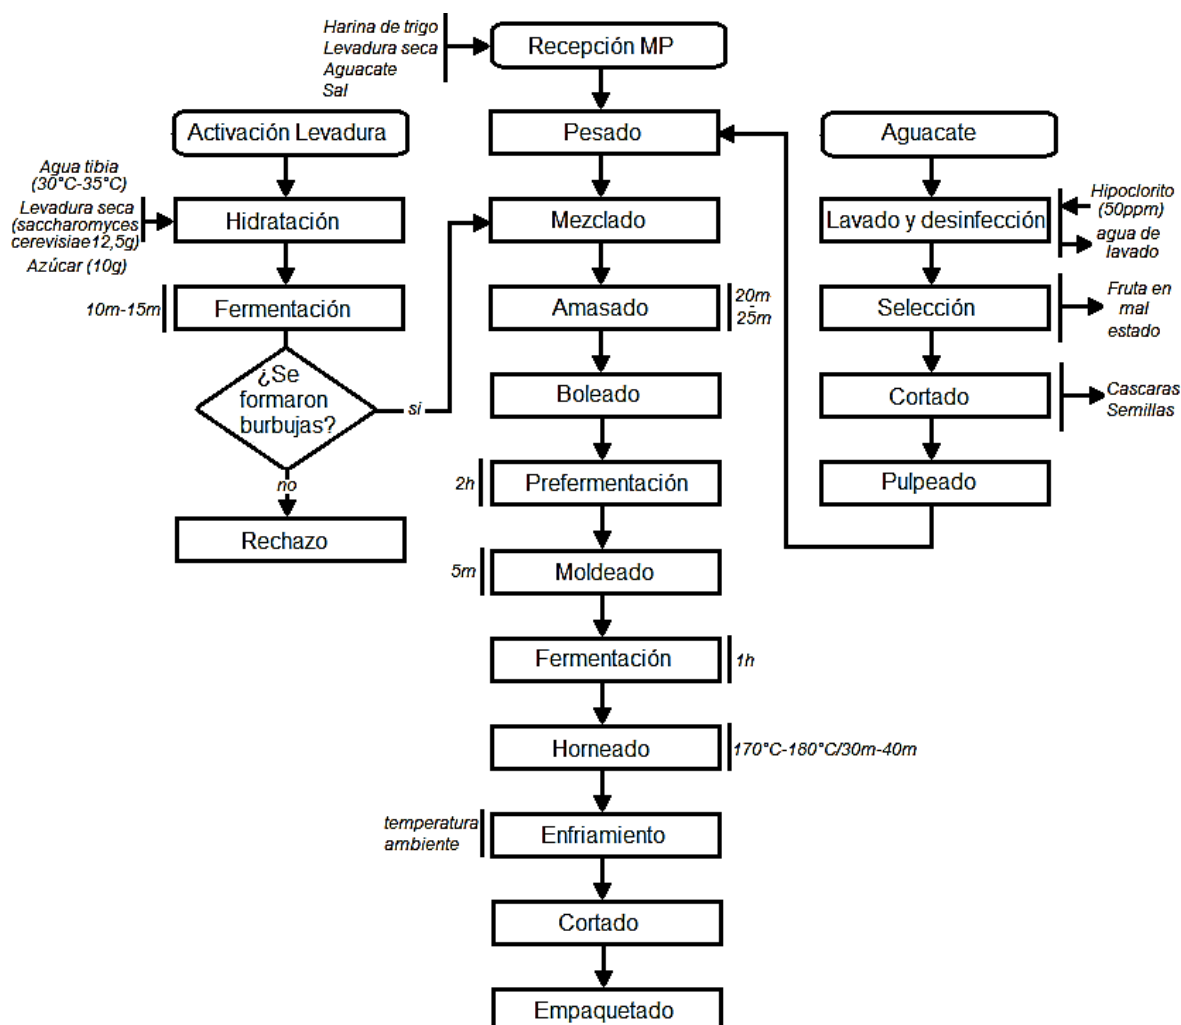 Harina de trigo
Levadura seca
Aguacate
Sal
Recepción MP
Activación Levadura
Pesado
Aguacate
Agua tibia
(30°C-35°C)
Levadura seca
(saccharomyces
cerevisiae12,5g)
Azúcar (10g)
Hidratación
Mezclado
Lavado y desinfección
Hipoclorito
(50ppm)
agua de
lavado
10m-15m
Fermentación
Amasado
20m
-
25m
Selección
Fruta en
mal
estado
¿Se
formaron
burbujas?
si
no
Rechazo
Boleado
Cortado
Cascaras
Semillas
2h
Prefermentación
Pulpeado
5m
Moldeado
Fermentación
1h
Horneado
170°C-180°C/30m-40m
temperatura
ambiente
Enfriamiento
Cortado
Empaquetado